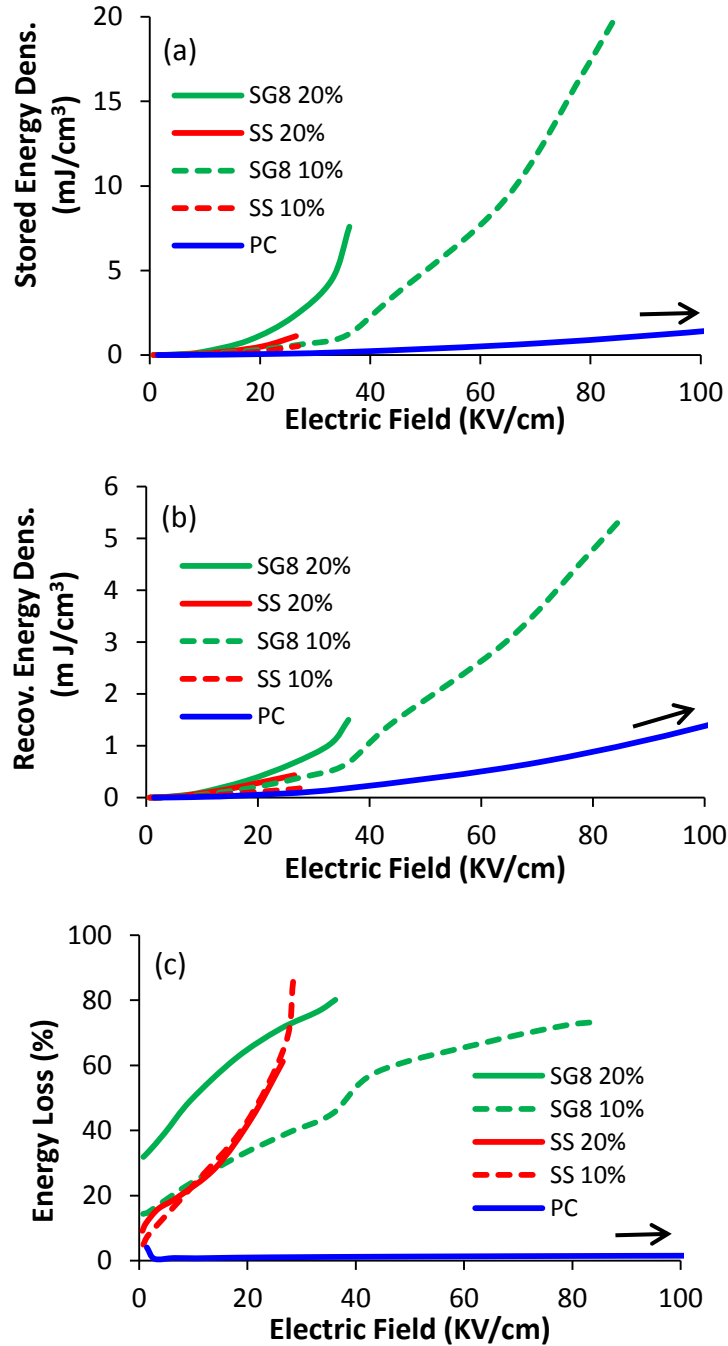 (a)
Stored Energy Dens.
(mJ/cm³)
20
15
10
5
0
SG8 20%
SS 20%
SG8 10%
SS 10%
PC
0 20 40 60 80 100
Electric Field (KV/cm)
(b)
Recov. Energy Dens.
(m J/cm³)
6
5
4
3
2
1
0
SG8 20%
SS 20%
SG8 10%
SS 10%
PC
0 20 40 60 80 100
Electric Field (KV/cm)
(c)
Energy Loss (%)
100
80
60
40
20
0
SG8 20%
SG8 10%
SS 20%
SS 10%
PC
0 20 40 60 80 100
Electric Field (KV/cm)